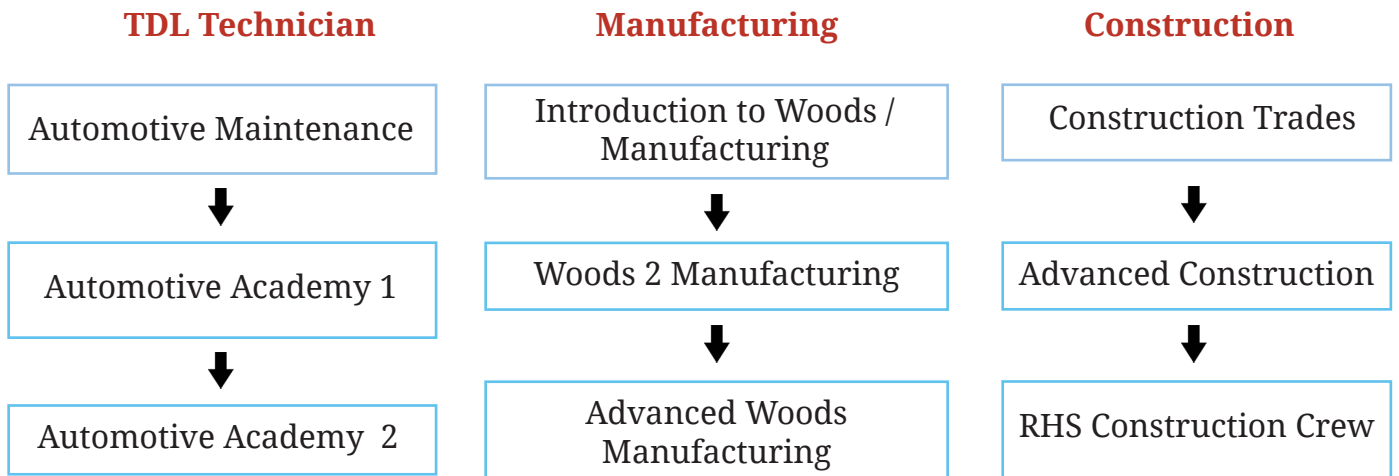 TDL Technician
Automotive Maintenance
Automotive Academy 1
Automotive Academy 2
Manufacturing
Introduction to Woods /
Manufacturing
Woods 2 Manufacturing
Advanced Woods
Manufacturing
Construction
Construction Trades
Advanced Construction
RHS Construction Crew